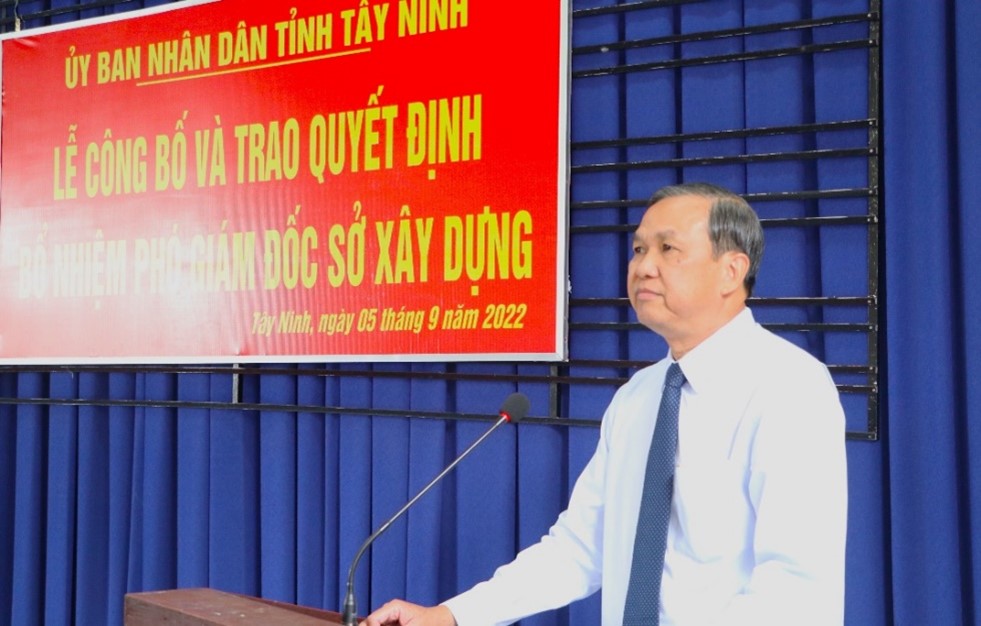 ỦY BAN NHÂN DÂN TỈNH TÂY NINH
LỄ CÔNG BỐ VÀ TRAO QUYẾT ĐỊNH
BỔ NHIỆM PHÓ GIÁM ĐỐC SỞ XÂY DỰNG
Tây Ninh, ngày 05 tháng 9 năm 2022